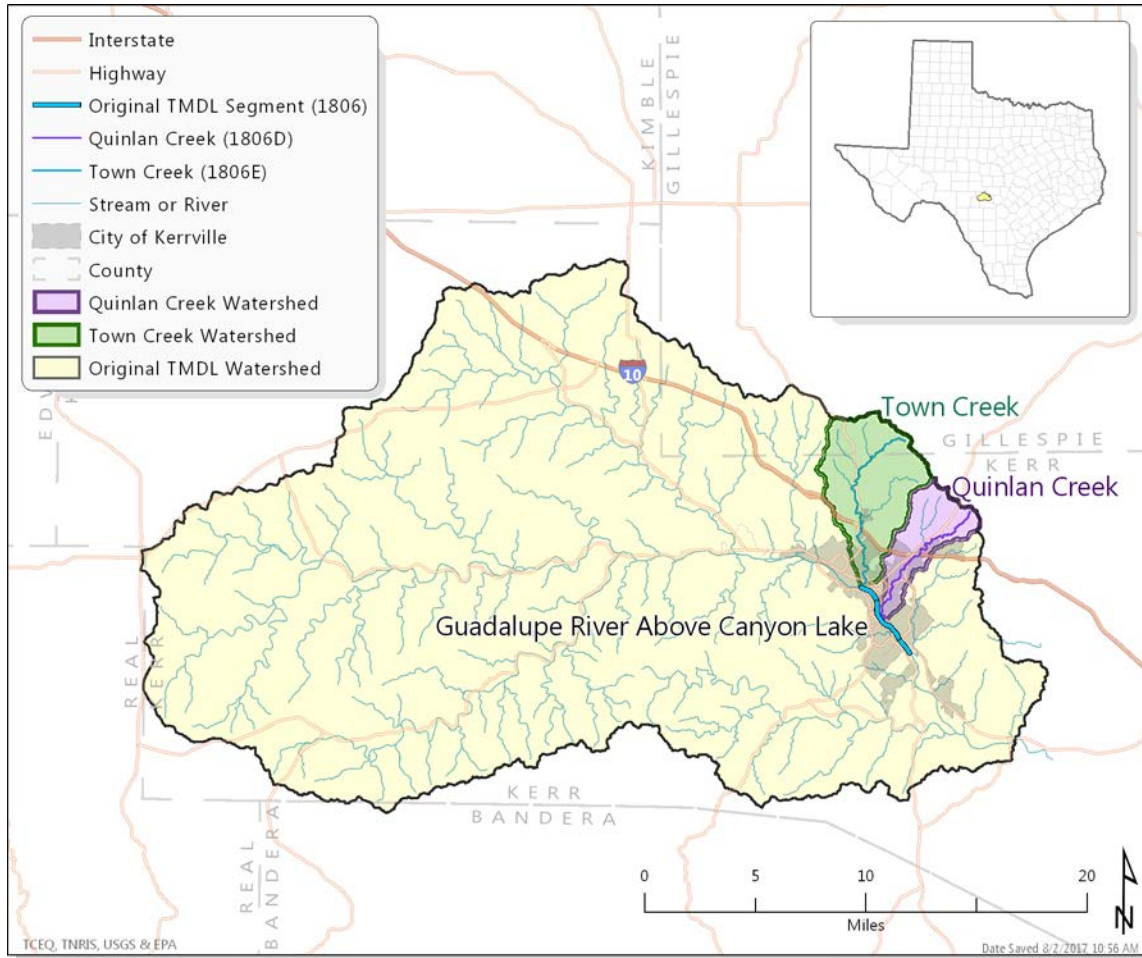 Interstate
Highway
Original TMDL Segment (1806)
Quinlan Creek (1806D)
Town Creek (1806E)
Stream or River
City of Kerrville
County
Quinlan Creek Watershed
Town Creek Watershed
Original TMDL Watershed
KIMBLE
GILLESPIE
10
Town Creek
GILLESPIE
KERR
Quinlan Creek
Guadalupe River Above Canyon Lake
REAL
KERR
KERR
BANDERA
REAL
BANDERA
0 5 10 20
Miles
N
TCEQ, TNRIS, USGS & EPA
Date Saved 8/2/2017 10:56 AM